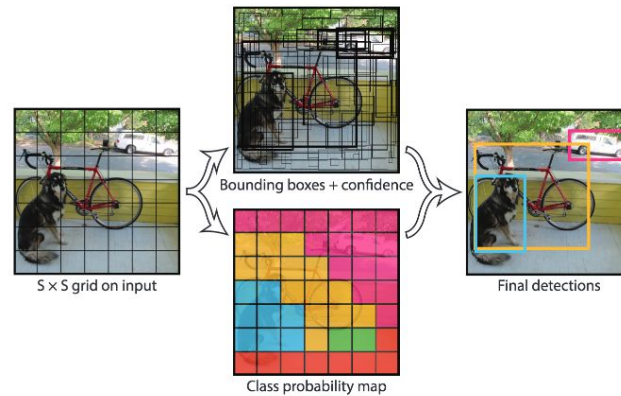 Bounding boxes + confidence
S × S grid on input
Final detections
Class probability map